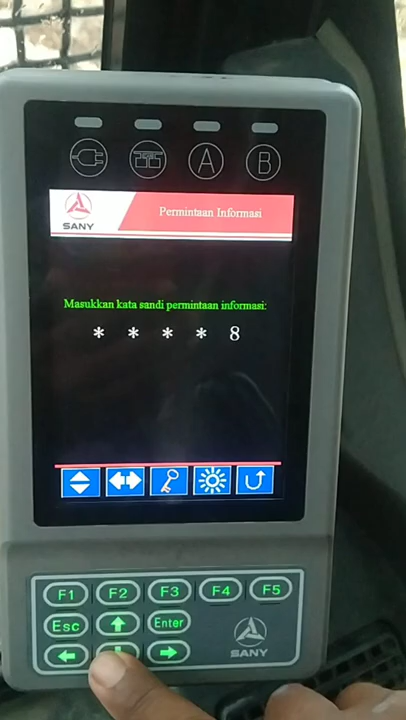 A
B
SANY
Permintaan Informasi
Masukkan kata sandi permintaan informasi:
* * * * 8
F1 F2 F3 F4 F5
Esc Enter
SANY